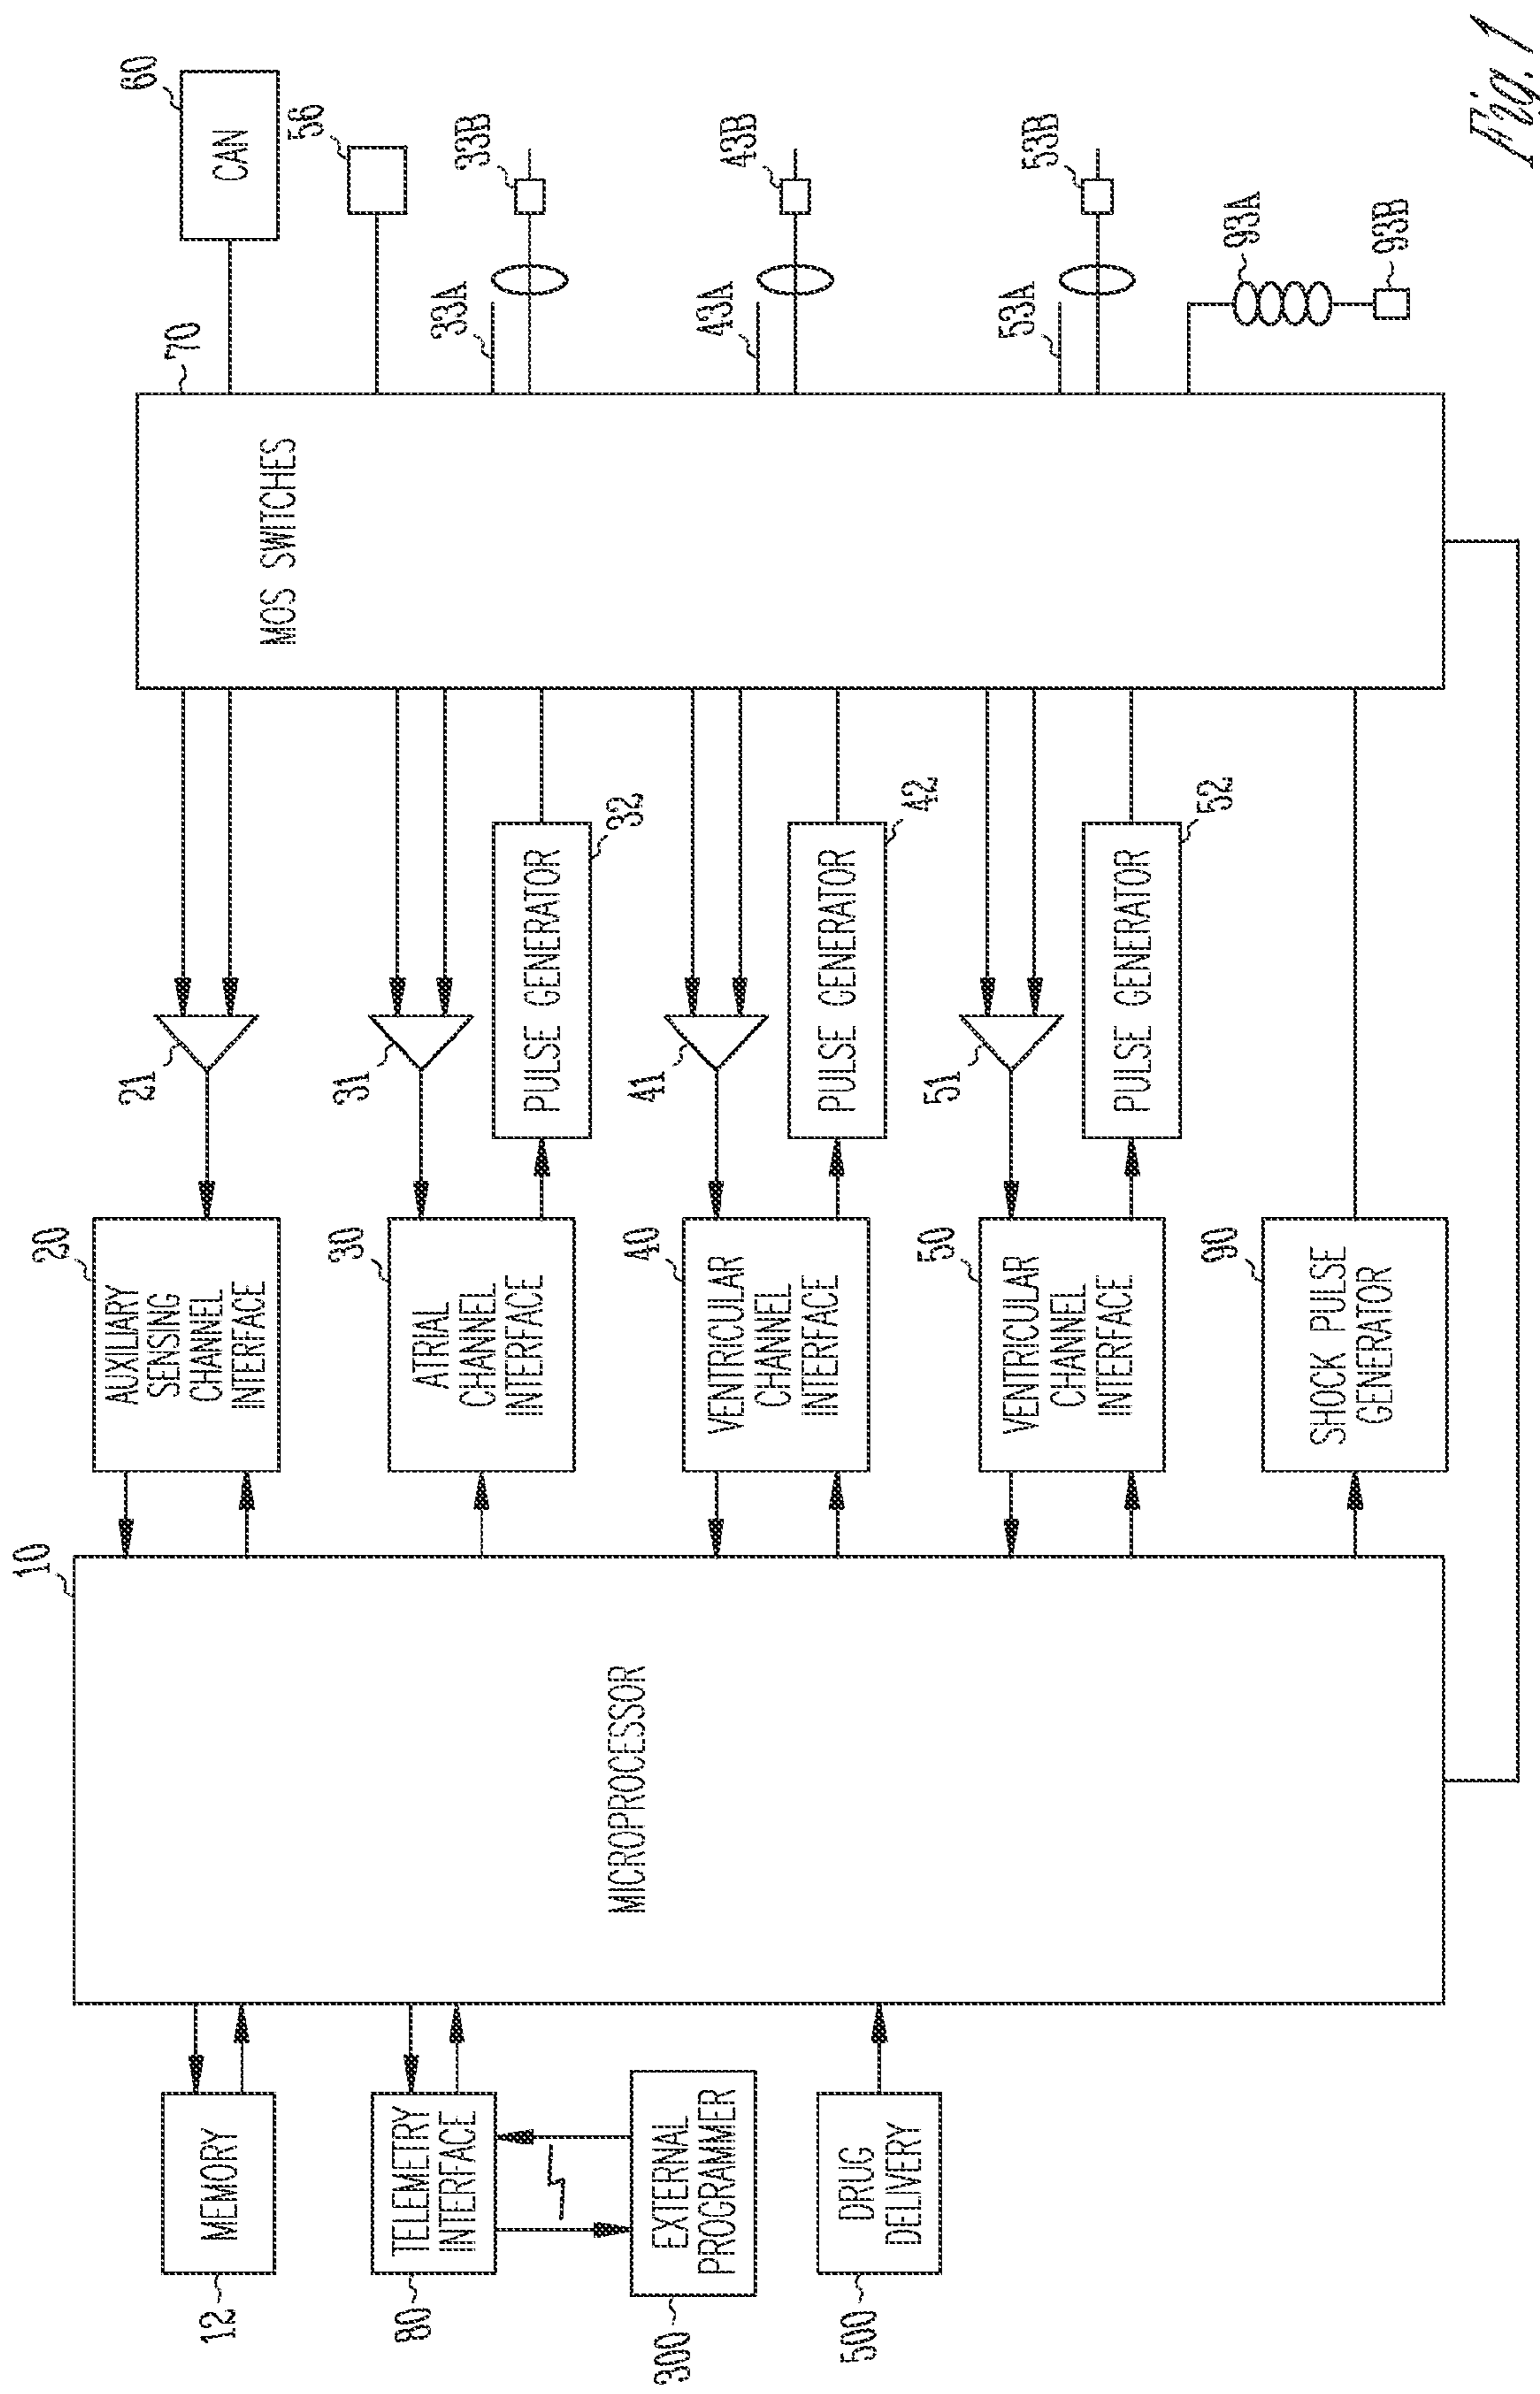 12
MEMORY
80
TELEMETRY
INTERFACE
300
EXTERNAL
PROGRAMMER
500
DRUG
DELIVERY
10
MICROPROCESSOR
20
AUXILIARY
SENSING
CHANNEL
INTERFACE
30
ATRIAL
CHANNEL
INTERFACE
40
VENTRICULAR
CHANNEL
INTERFACE
50
VENTRICULAR
CHANNEL
INTERFACE
90
SHOCK PULSE
GENERATOR
21
31
PULSE GENERATOR
32
41
PULSE GENERATOR
42
51
PULSE GENERATOR
52
70
MOS SWITCHES
60
CAN
56
33A
33B
43A
43B
53A
53B
93A
93B
Fig. 1